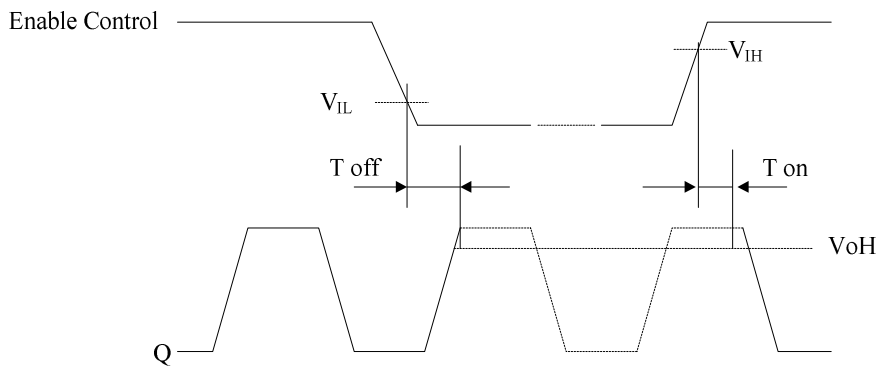 Enable Control
VIH
VIL
T off
T on
VoH
Q